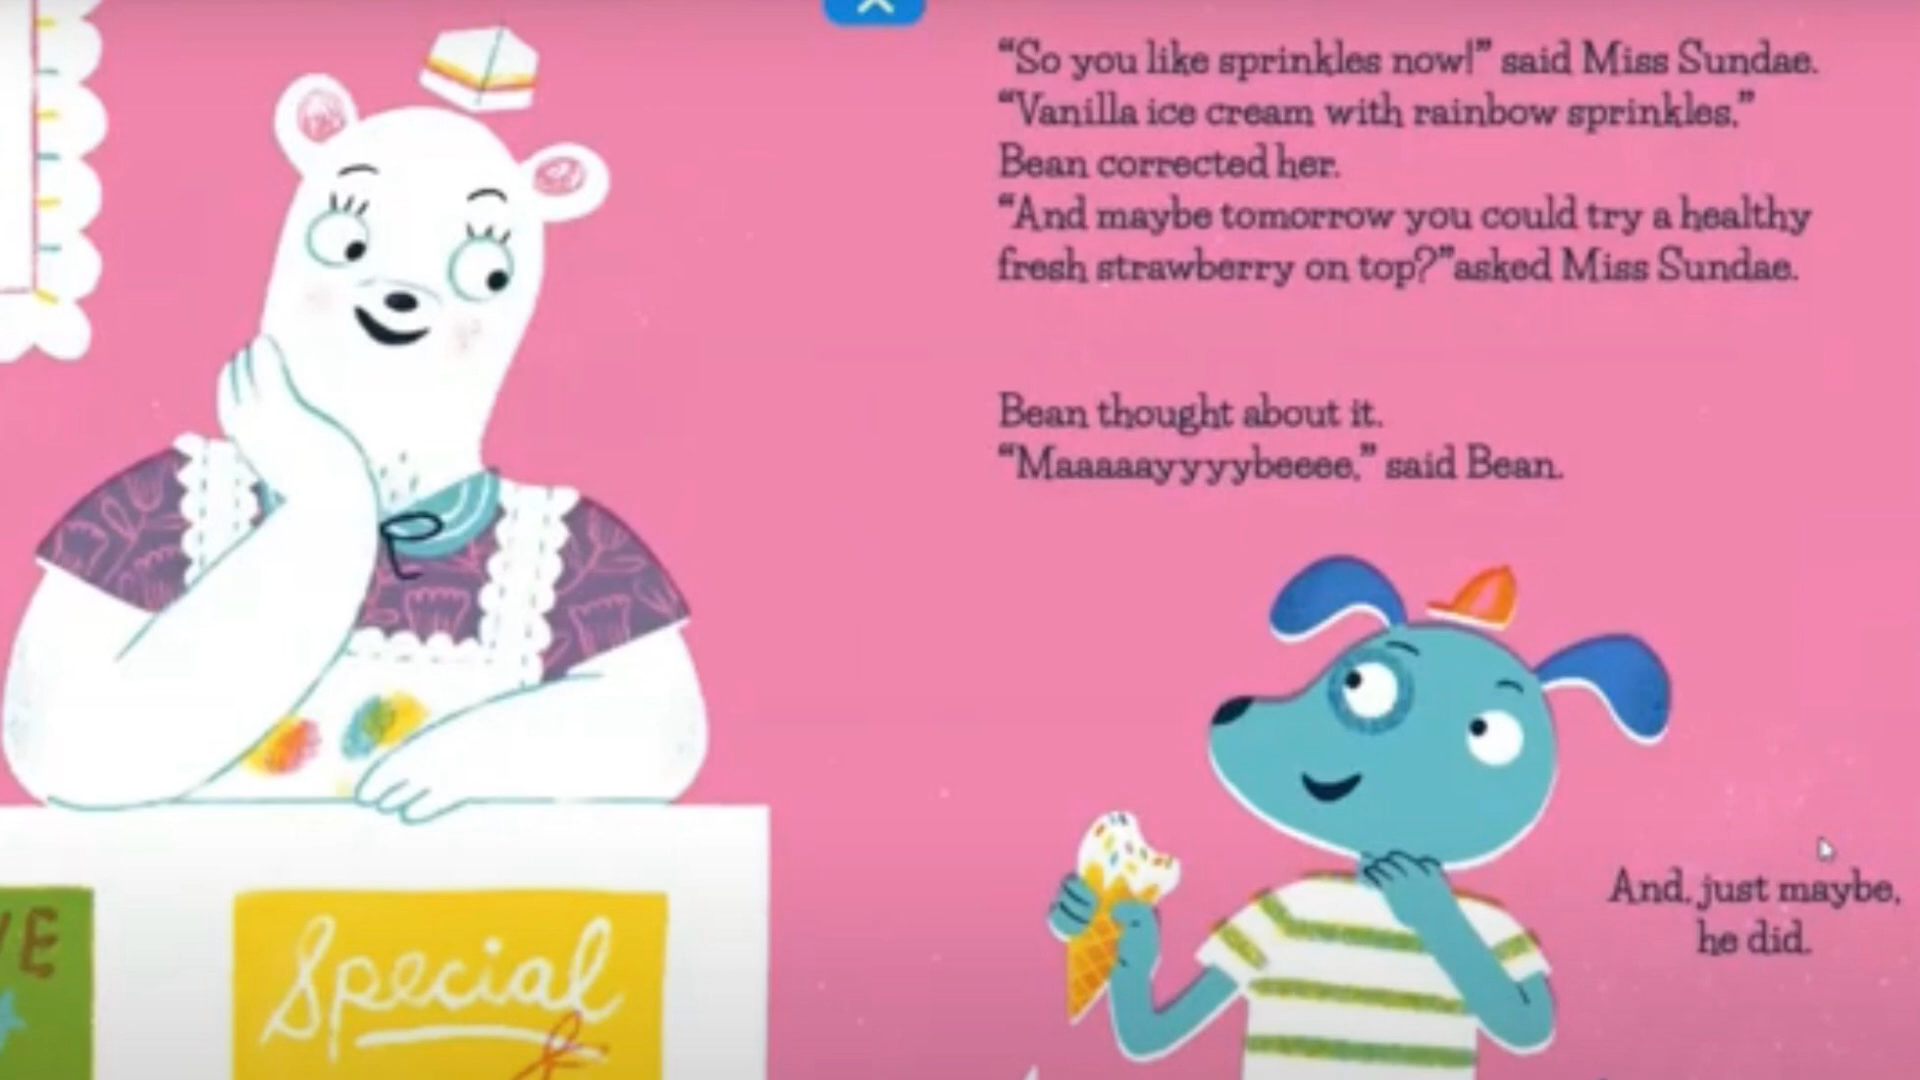 “So you like sprinkles now!” said Miss Sundae.
“Vanilla ice cream with rainbow sprinkles,”
Bean corrected her.
“And maybe tomorrow you could try a healthy
fresh strawberry on top?”asked Miss Sundae.
Bean thought about it.
“Maaaaayyyybeeee,” said Bean.
And, just maybe,
he did.
Special